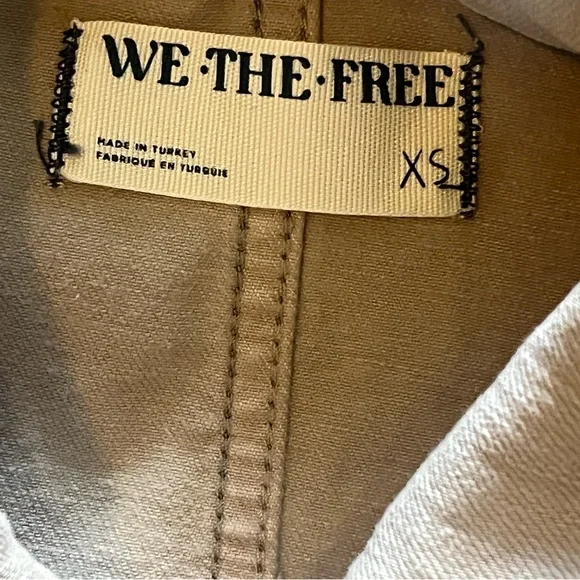 WE·THE·FREE
MADE IN TURKEY
FABRIQUÉ EN TURQUIE
XS